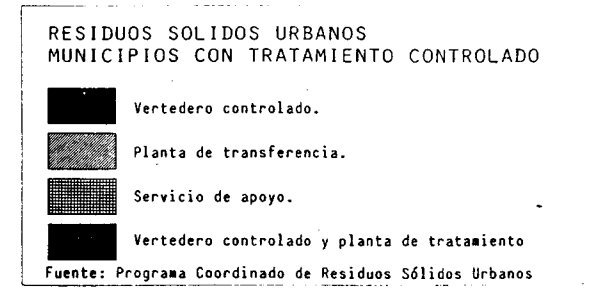 RESIDUOS SOLIDOS URBANOS
MUNICIPIOS CON TRATAMIENTO CONTROLADO
Vertedero controlado.
Planta de transferencia.
Servicio de apoyo.
Vertedero controlado y planta de tratamiento
Fuente: Programa Coordinado de Residuos Sólidos Urbanos